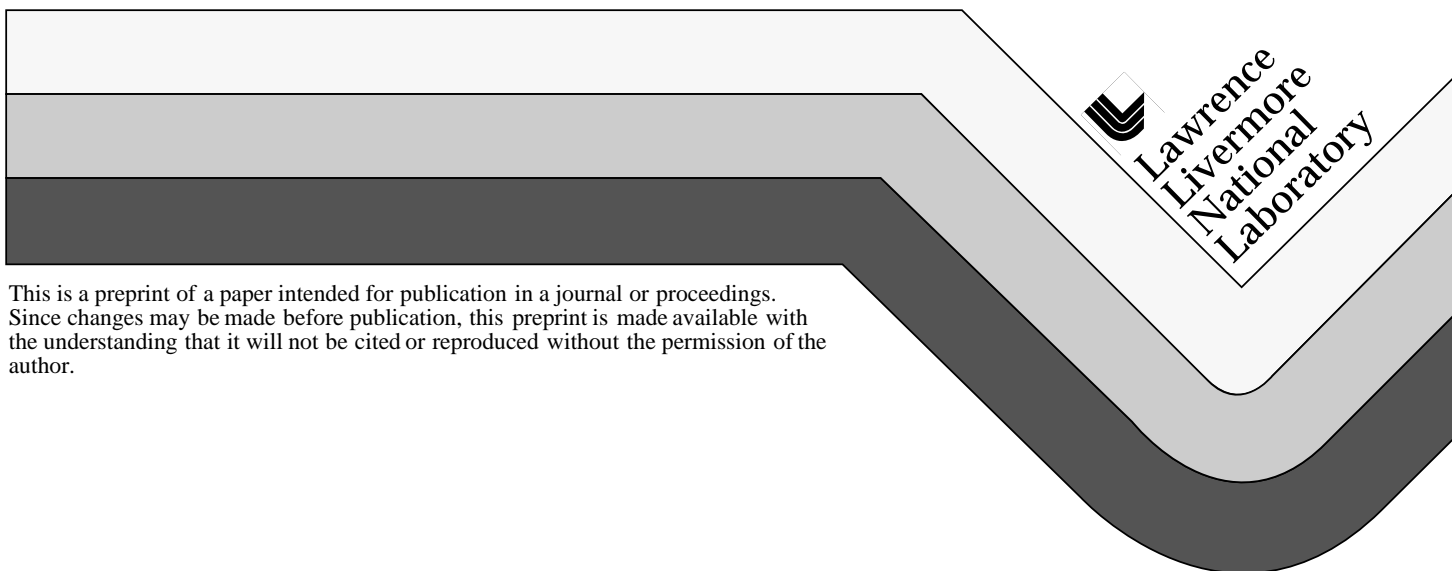 Lawrence
Livermore
National
Laboratory
This is a preprint of a paper intended for publication in a journal or proceedings.
Since changes may be made before publication, this preprint is made available with
the understanding that it will not be cited or reproduced without the permission of the
author.